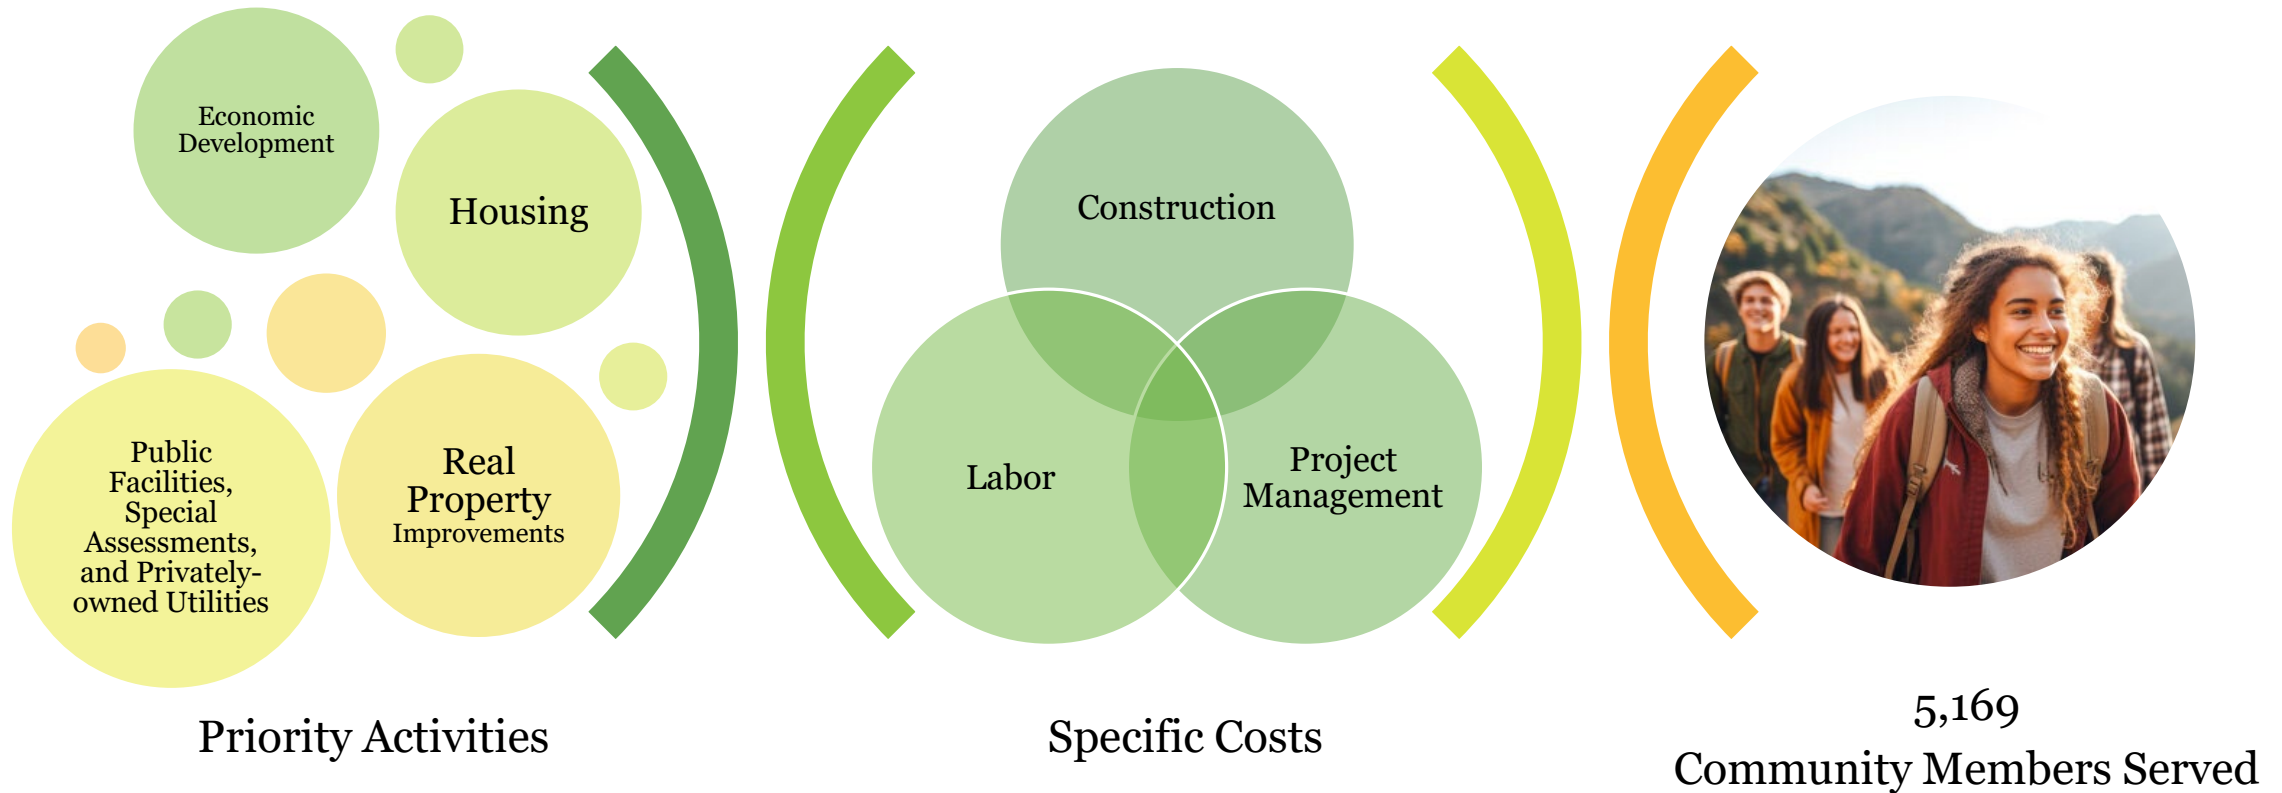 Economic
Development
Housing
Public
Facilities,
Special
Assessments,
and Privately-
owned Utilities
Real
Property
Improvements
Priority Activities
Construction
Labor
Project
Management
Specific Costs
5,169
Community Members Served